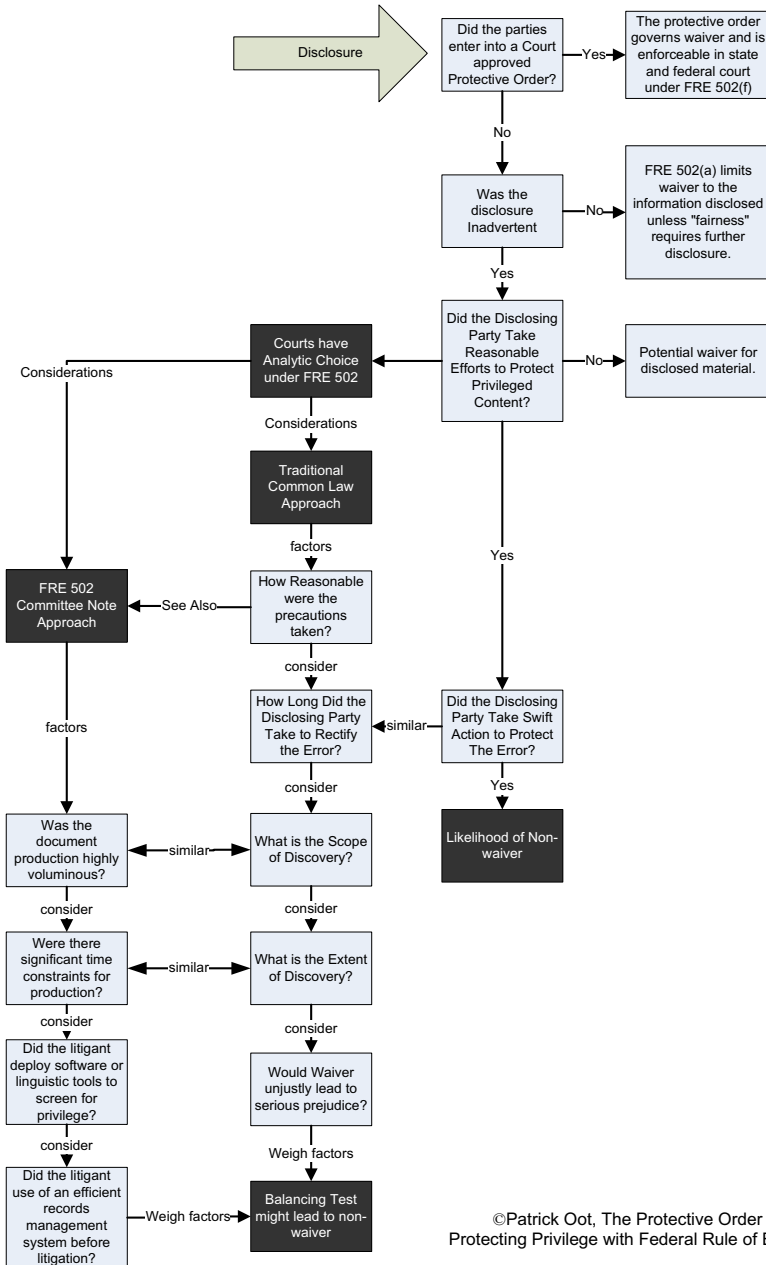 Disclosure
Did the parties
enter into a Court
approved
Protective Order?
Yes
The protective order
governs waiver and is
enforceable in state
and federal court
under FRE 502(f)
No
Was the
disclosure
Inadvertent
No
FRE 502(a) limits
waiver to the
information disclosed
unless "fairness"
requires further
disclosure.
Yes
Did the Disclosing
Party Take
Reasonable
Efforts to Protect
Privileged
Content?
No
Potential waiver for
disclosed material.
Courts have
Analytic Choice
under FRE 502
Considerations
Considerations
Traditional
Common Law
Approach
factors
Yes
How Reasonable
were the
precautions
taken?
See Also
FRE 502
Committee Note
Approach
consider
How Long Did the
Disclosing Party
Take to Rectify
the Error?
similar
Did the Disclosing
Party Take Swift
Action to Protect
The Error?
factors
consider
Yes
Likelihood of Non-
waiver
Was the
document
production highly
voluminous?
similar
What is the Scope
of Discovery?
consider
consider
Were there
significant time
constraints for
production?
similar
What is the Extent
of Discovery?
consider
consider
Did the litigant
deploy software or
linguistic tools to
screen for
privilege?
Would Waiver
unjustly lead to
serious prejudice?
consider
Weigh factors
Did the litigant
use of an efficient
records
management
system before
litigation?
Weigh factors
Balancing Test
might lead to non-
waiver
©Patrick Oot, The Protective Order
Protecting Privilege with Federal Rule of E